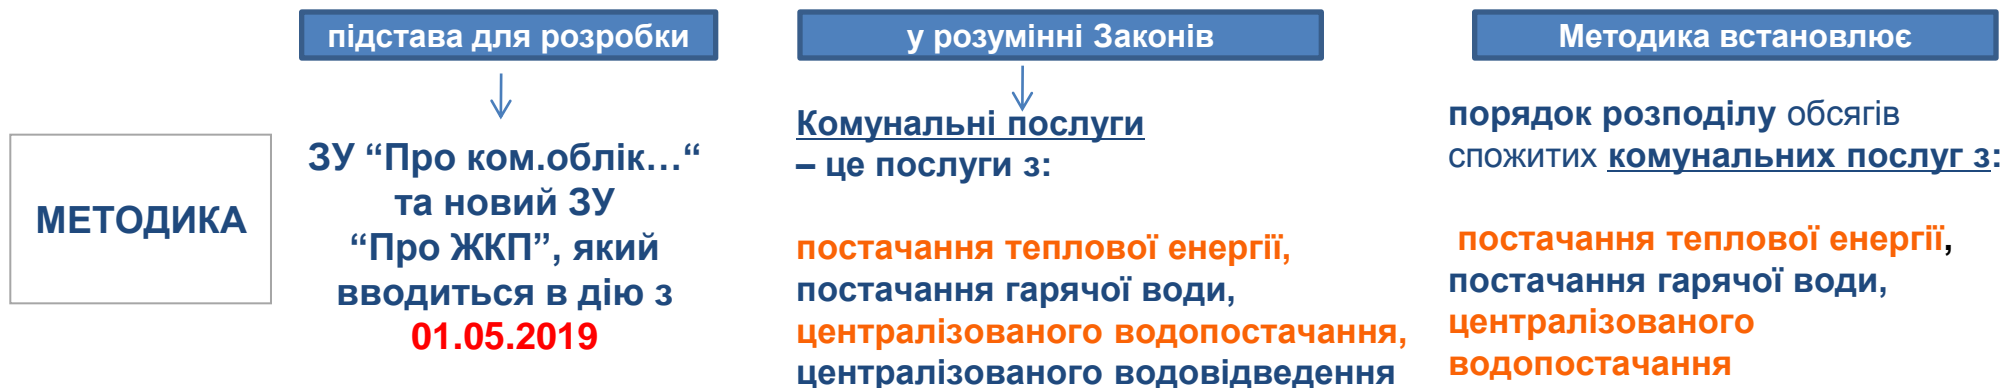 МЕТОДИКА
підстава для розробки
ЗУ “Про ком.облік…“
та новий ЗУ
“Про ЖКП”, який
вводиться в дію з
01.05.2019
у розумінні Законів
Комунальні послуги
– це послуги з:
постачання теплової енергії,
постачання гарячої води,
централізованого водопостачання,
централізованого водовідведення
Методика встановлює
порядок розподілу обсягів
спожитих комунальних послуг з:
постачання теплової енергії,
постачання гарячої води,
централізованого
водопостачання